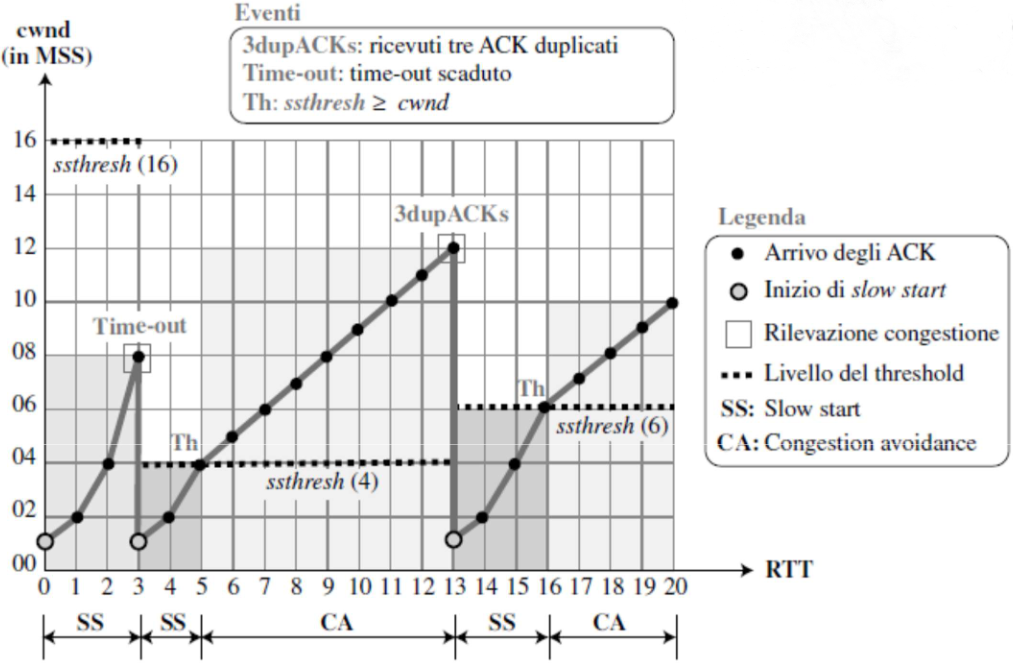 Eventi
3dupACKs: ricevuti tre ACK duplicati
Time-out: time-out scaduto
Th: ssthresh ≥ cwnd
cwnd
(in MSS)
16
ssthresh (16)
14
3dupACKs
12
10
Time-out
08
Th
06
ssthresh (6)
Th
04
ssthresh (4)
02
00
0 1 2 3 4 5 6 7 8 9 10 11 12 13 14 15 16 17 18 19 20
RTT
SS SS CA SS CA
Legenda
Arrivo degli ACK
Inizio di slow start
Rilevazione congestione
Livello del threshold
SS: Slow start
CA: Congestion avoidance